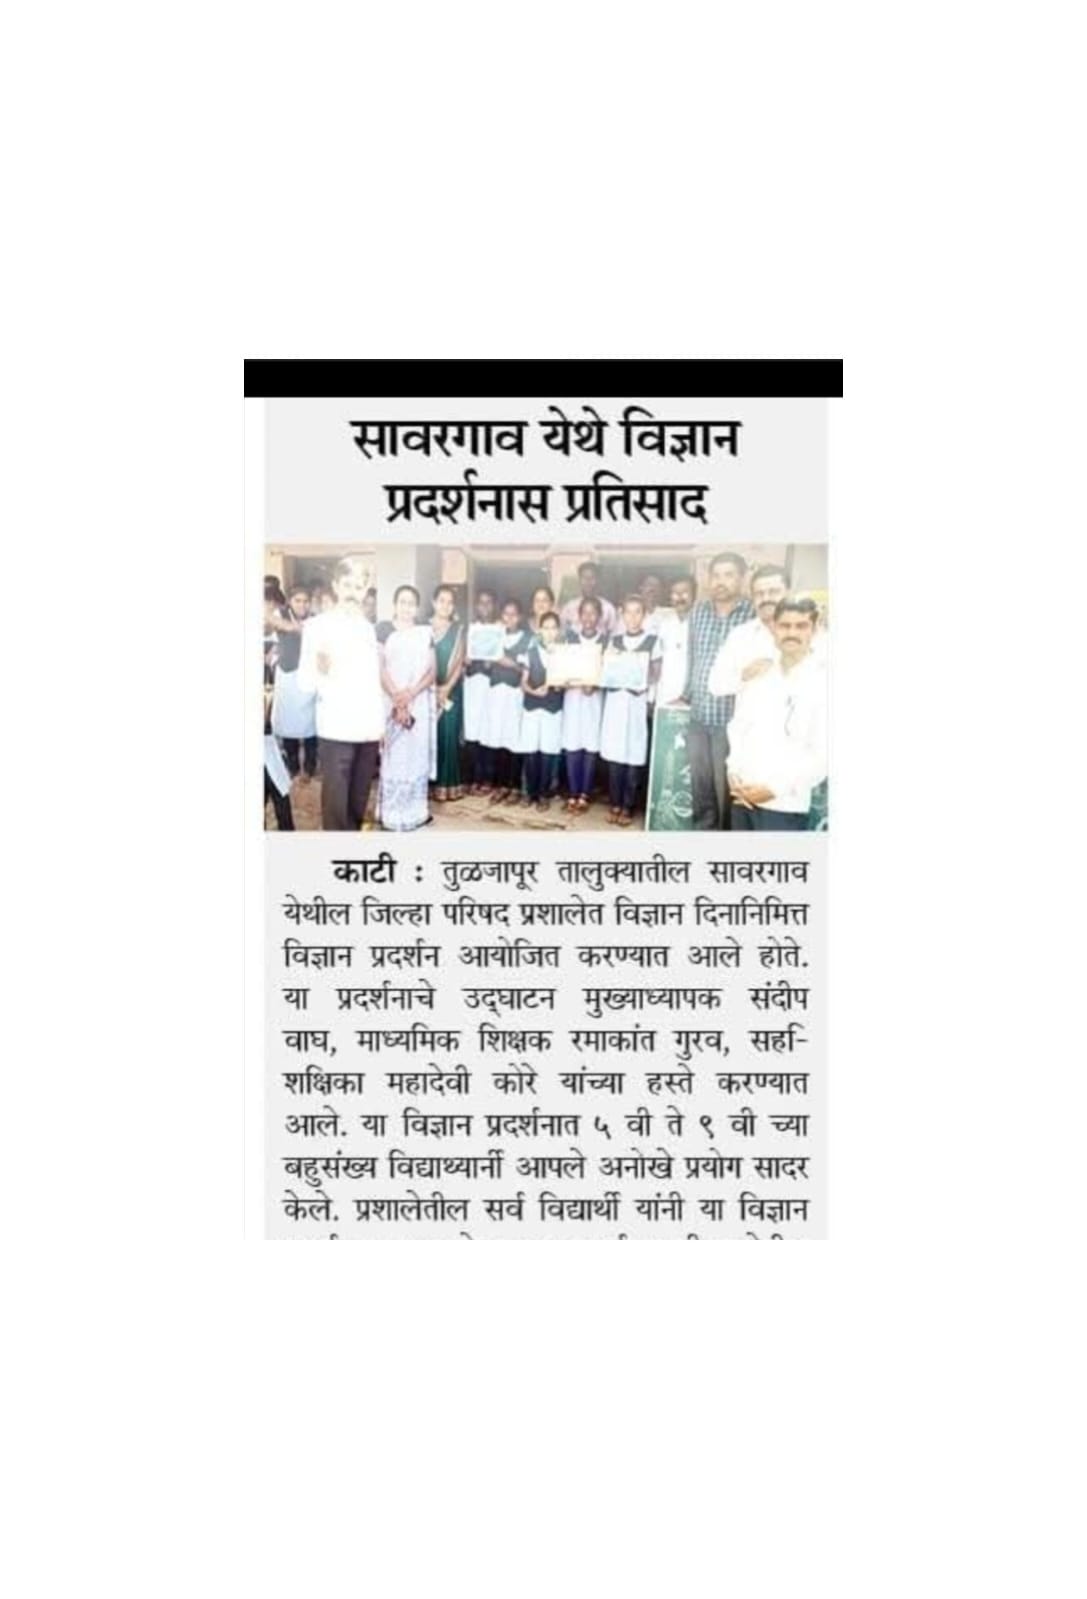 सावरगाव येथे विज्ञान
प्रदर्शनास प्रतिसाद
काटी : तुळजापूर तालुक्यातील सावरगाव
येथील जिल्हा परिषद प्रशालेत विज्ञान दिनानिमित्त
विज्ञान प्रदर्शन आयोजित करण्यात आले होते.
या प्रदर्शनाचे उद्घाटन मुख्याध्यापक संदीप
वाघ, माध्यमिक शिक्षक रमाकांत गुरव, सहशि-
क्षिका महादेवी कोरे यांच्या हस्ते करण्यात
आले. या विज्ञान प्रदर्शनात ५ वी ते ९ वी च्या
बहुसंख्य विद्यार्थ्यांनी आपले अनोखे प्रयोग सादर
केले. प्रशालेतील सर्व विद्यार्थी यांनी या विज्ञान